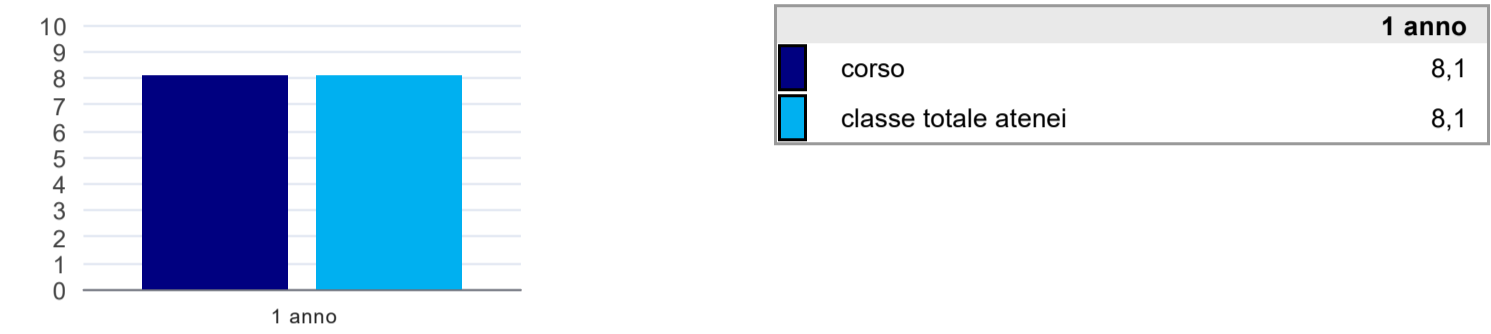 10
9
8
7
6
5
4
3
2
1
0
1 anno
1 anno
corso 8,1
classe totale atenei 8,1